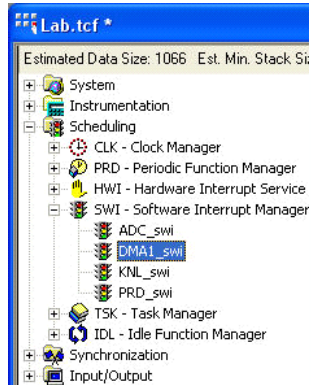 Lab.tcf *
Estimated Data Size: 1066 Est. Min. Stack Si
System
Instrumentation
Scheduling
CLK - Clock Manager
PRD - Periodic Function Manager
HWI - Hardware Interrupt Service
SWI - Software Interrupt Manager
ADC_swi
DMA1_swi
KNL_swi
PRD_swi
TSK - Task Manager
IDL - Idle Function Manager
Synchronization
Input/Output